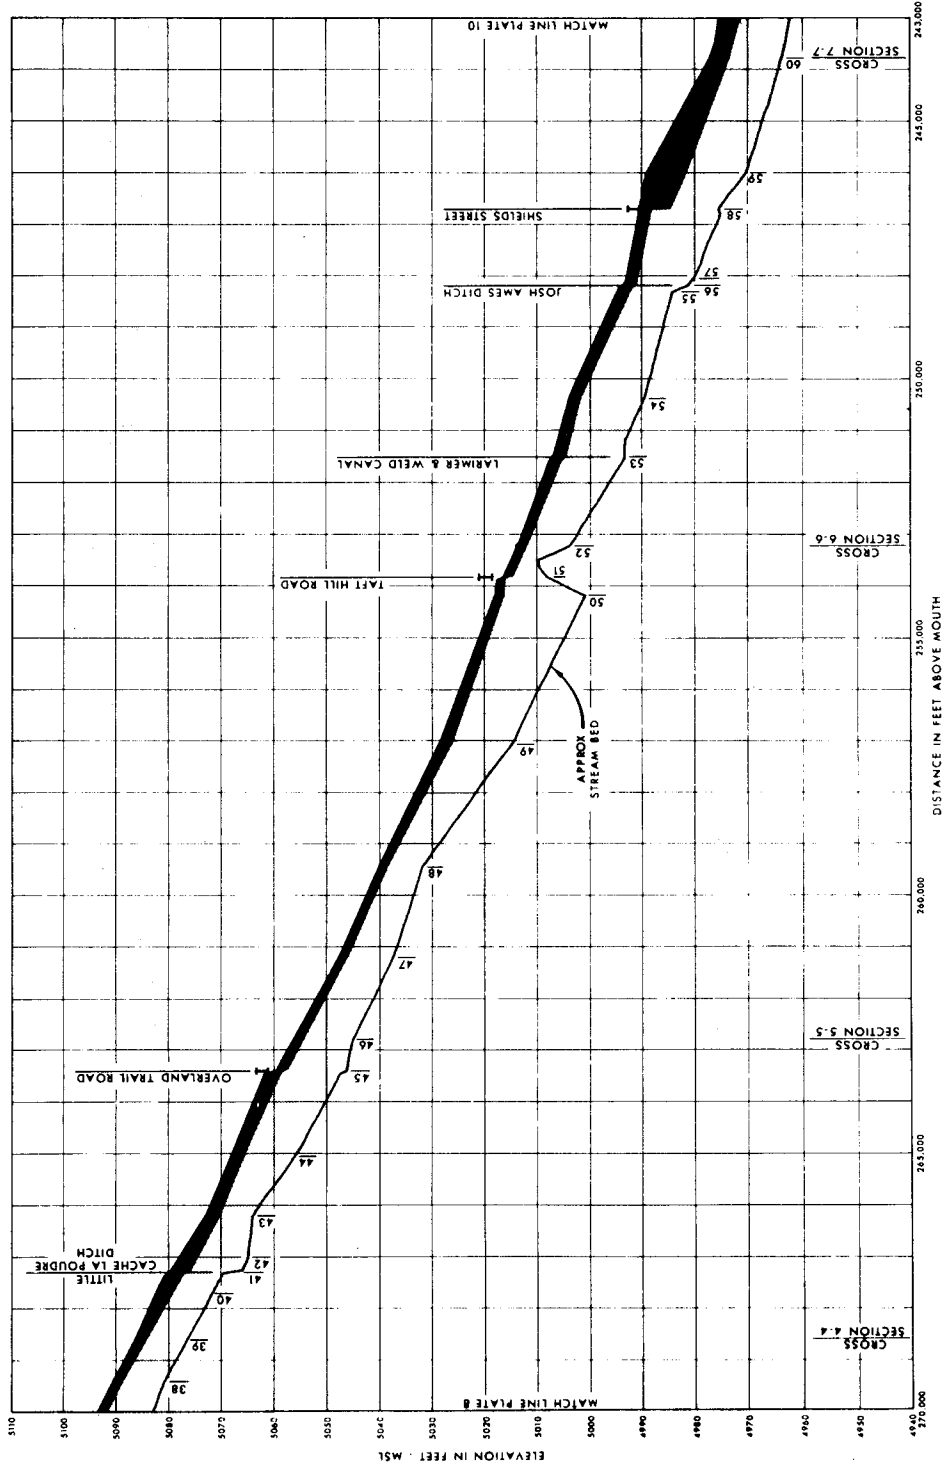 5110
5100
5090
5080
5070
5060
5050
5040
5030
5020
5010
5000
4990
4980
4970
4960
4950
4940
ELEVATION IN FEET - MSL
270,000
265,000
260,000
255,000
250,000
245,000
243,000
DISTANCE IN FEET ABOVE MOUTH
MATCH LINE PLATE 8
MATCH LINE PLATE 10
LITTLE
CACHE LA POUDRE
DITCH
OVERLAND TRAIL ROAD
TAFT HILL ROAD
LARIMER & WELD CANAL
JOSH AMES DITCH
SHIELDS STREET
APPROX
STREAM BED
38
39
40
41
42
43
44
45
46
47
48
49
50
51
52
53
54
55
56
57
58
59
60
CROSS
SECTION 4.4
CROSS
SECTION 5.5
CROSS
SECTION 6.6
CROSS
SECTION 7.7